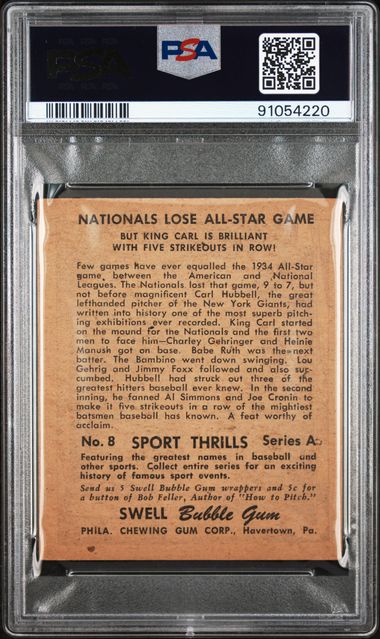 PSA
PSA
91054220
NATIONALS LOSE ALL-STAR GAME
BUT KING CARL IS BRILLIANT
WITH FIVE STRIKEOUTS IN ROW!
Few games have ever equalled the 1934 All-Star
game between the American and National
Leagues. The Nationals lost that game, 9 to 7, but
not before magnificent Carl Hubbell, the great
lefthanded pitcher of the New York Giants, had
written into history one of the most superb pitch-
ing exhibitions ever recorded. King Carl started
on the mound for the Nationals and the first two
men to face him—Charley Gehringer and Heinie
Manush got on base. Babe Ruth was the next
batter. The Bambino went down swinging. Lou
Gehrig and Jimmy Foxx followed and also suc-
cumbed. Hubbell had struck out three of the
greatest hitters baseball ever knew. In the second
inning, he fanned Al Simmons and Joe Cronin to
make it five strikeouts in a row of the mightiest
batsmen baseball has known. A feat worthy of
acclaim.
No. 8 SPORT THRILLS Series A
Featuring the greatest names in baseball and
other sports. Collect entire series for an exciting
history of famous sport events.
Send us 5 Swell Bubble Gum wrappers and 5c for
a button of Bob Feller, Author of "How to Pitch."
SWELL Bubble Gum
PHILA. CHEWING GUM CORP., Havertown, Pa.